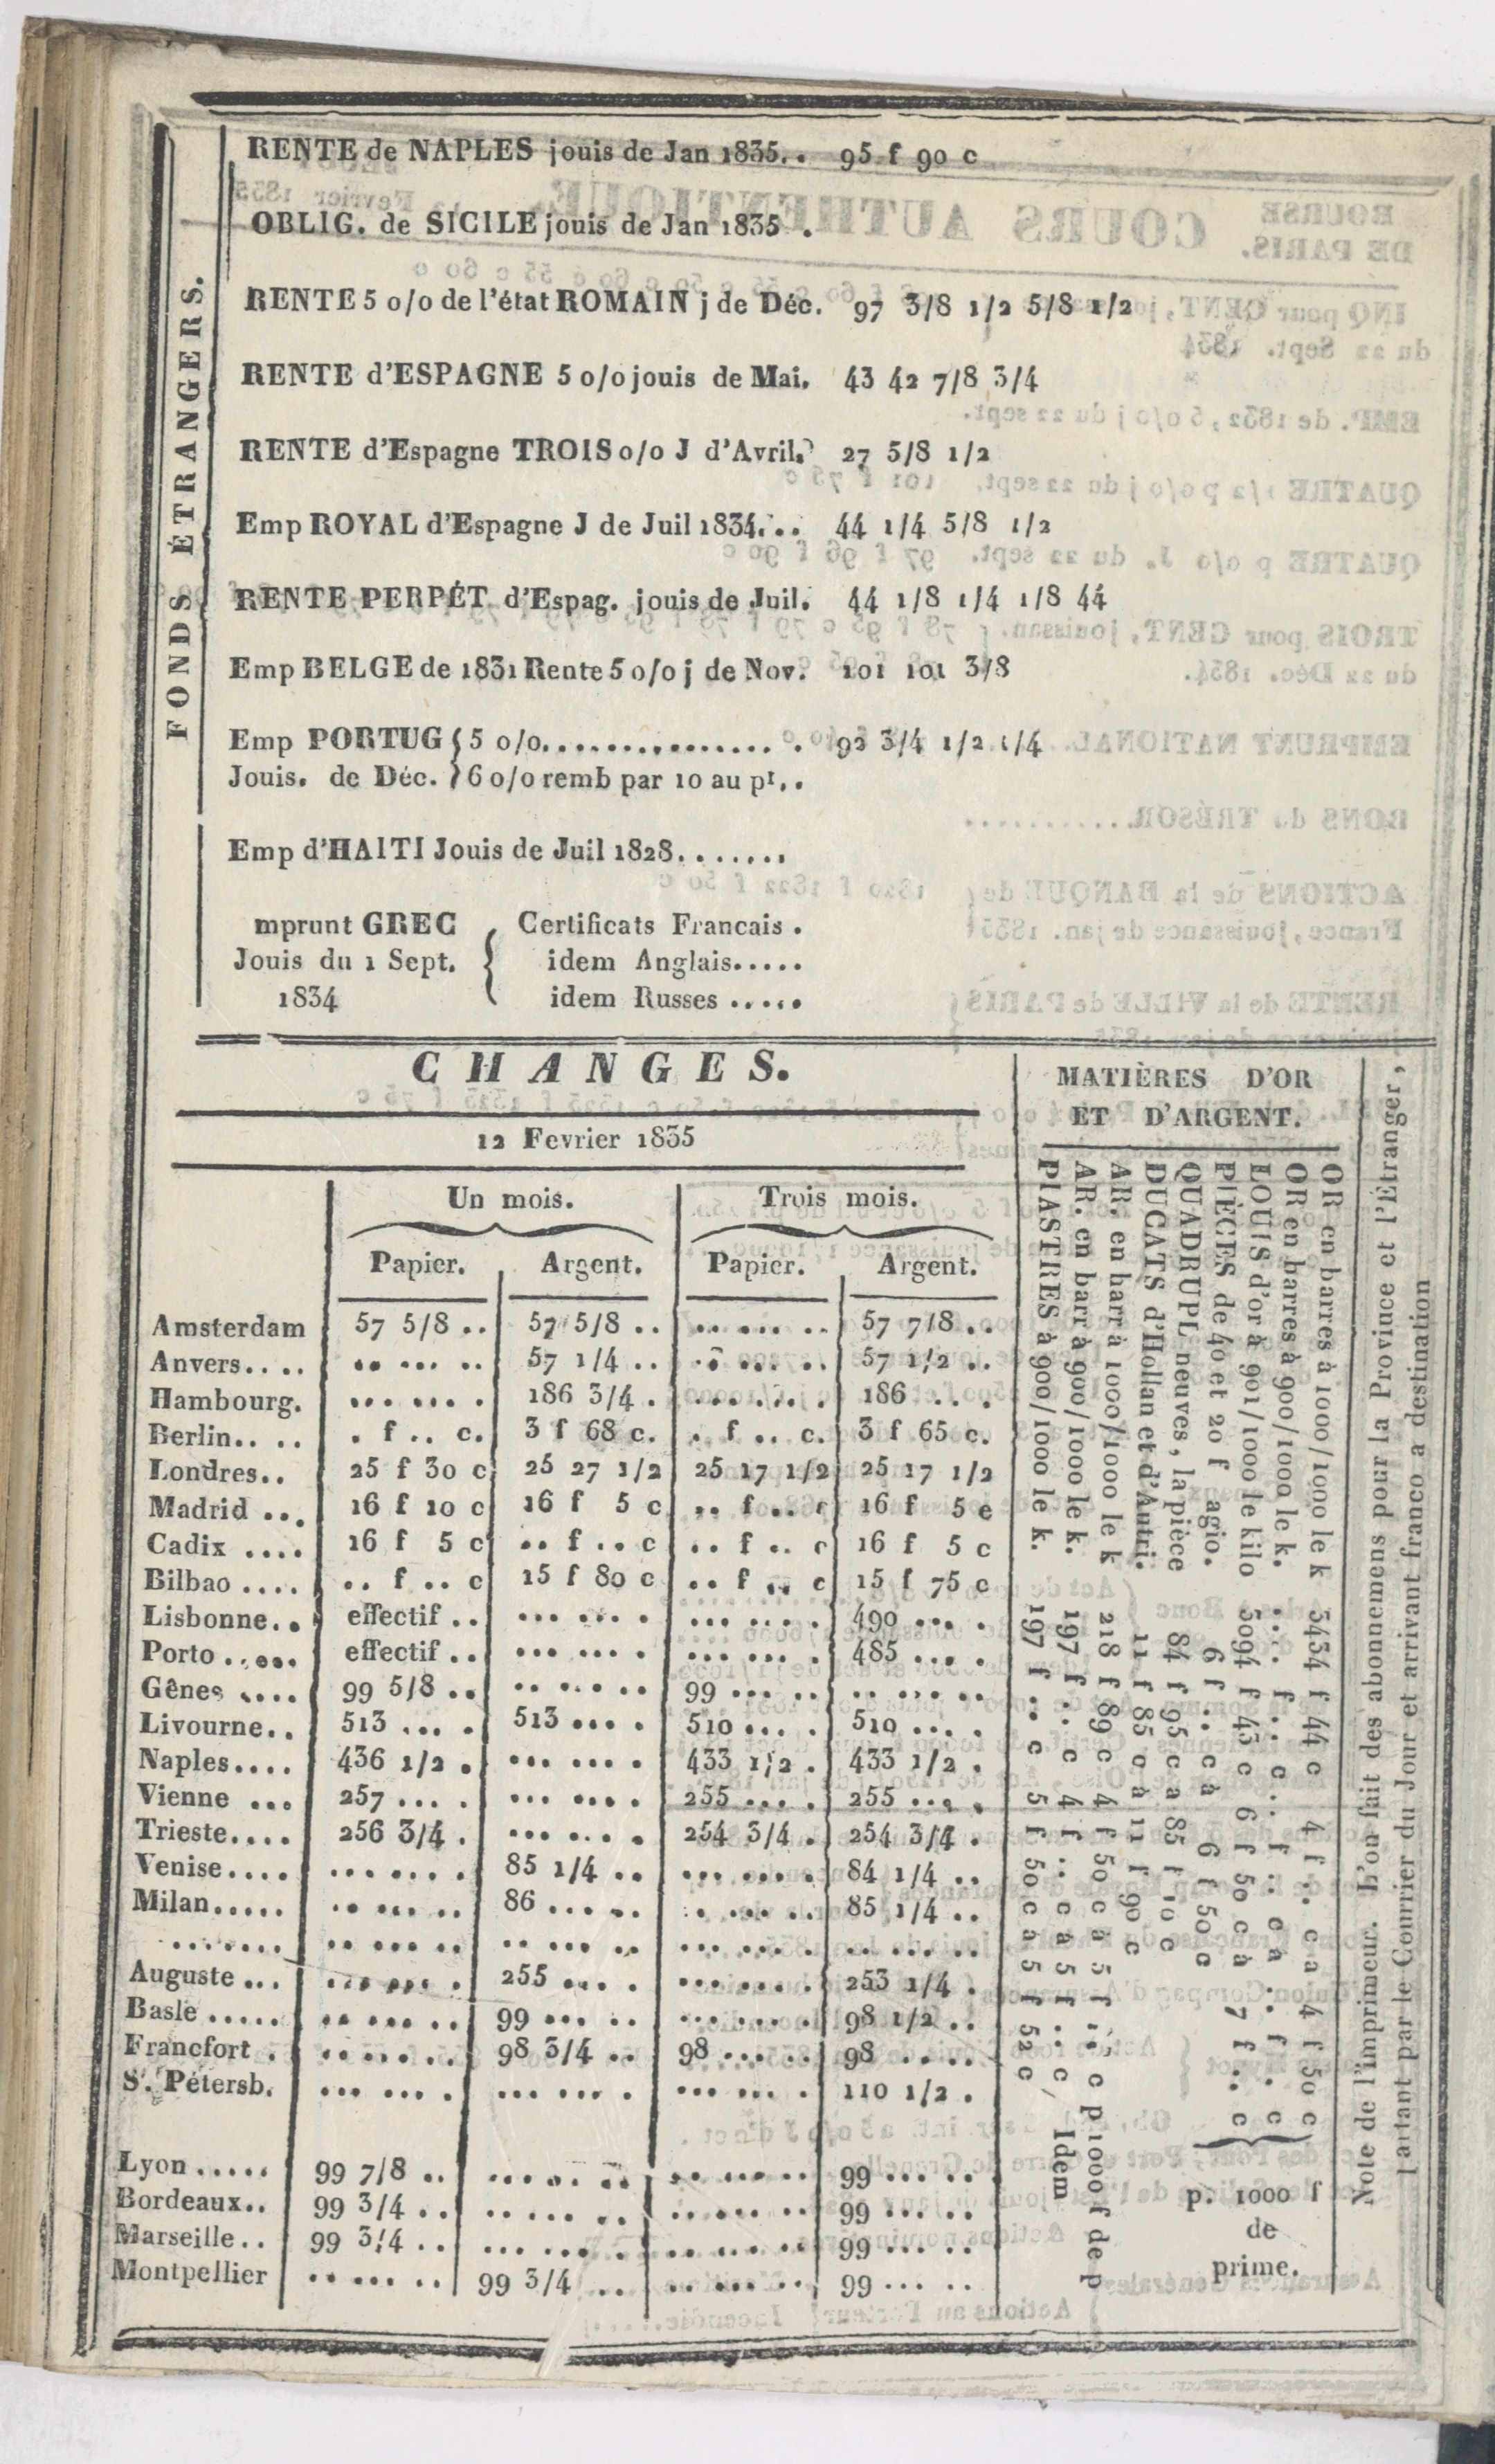 FONDS ÉTRANGERS.
RENTE de NAPLES jouis de Jan 1835. . 95 f 90 c
OBLIG. de SICILE jouis de Jan 1835 .
RENTE 5 o/o de l'état ROMAIN j de Déc. 97 3/8 1/2 5/8 1/2
RENTE d'ESPAGNE 5 o/o jouis de Mai. 43 42 7/8 3/4
RENTE d'Espagne TROIS o/o J d'Avril. 27 5/8 1/2
Emp ROYAL d'Espagne J de Juil 1834. . . 44 1/4 5/8 1/2
RENTE PERPÉT d'Espag. jouis de Juil. 44 1/8 1/4 1/8 44
Emp BELGE de 1831 Rente 5 o/o j de Nov. 101 101 3/8
Emp PORTUG { 5 o/o................ . 92 3/4 1/2 1/4
Jouis. de Déc. } 6 o/o remb par 10 au pr. .
Emp d'HAITI Jouis de Juil 1828. . . . . . .
mprunt GREC { Certificats Francais .
Jouis du 1 Sept. idem Anglais.....
1834 idem Russes .....
CHANGES.
12 Fevrier 1835
Un mois. Trois mois.
Papier. Argent. Papier. Argent.
Amsterdam 57 5/8 .. 57 5/8 .. .. ... .. 57 7/8 ..
Anvers.... .. ... .. 57 1/4 .. .. ... .. 57 1/2 ..
Hambourg. ... ... . 186 3/4 . ... ... . 186 ... .
Berlin.. .. . f .. c. 3 f 68 c. . f .. c. 3 f 65 c.
Londres.. 25 f 30 c 25 27 1/2 25 17 1/2 25 17 1/2
Madrid ... 16 f 10 c 16 f 5 c .. f .. c 16 f 5 c
Cadix .... 16 f 5 c .. f .. c .. f .. c 16 f 5 c
Bilbao .... .. f .. c 15 f 80 c .. f .. c 15 f 75 c
Lisbonne.. effectif .. ... ... . ... ... . 490 ... .
Porto ..... effectif .. ... ... . ... ... . 485 ... .
Gênes .... 99 5/8 .. .. ... .. 99 ... .. .. ... ..
Livourne.. 513 ... . 513 ... . 510 ... . 510 ... .
Naples.... 436 1/2 . ... ... . 433 1/2 . 433 1/2 .
Vienne ... 257 ... . ... ... . 255 ... . 255 ... .
Trieste.... 256 3/4 . ... ... . 254 3/4 . 254 3/4 .
Venise.... ... ... . 85 1/4 .. ... ... . 84 1/4 ..
Milan..... .. ... .. 86 ... .. .. ... .. 85 1/4 ..
....... .. ... .. .. ... .. ... ... . .. ... ..
Auguste ... ... ... . 255 ... . ... ... . 253 1/4 .
Basle ..... .. ... .. 99 ... .. ... ... . 98 1/2 ..
Francfort . .. ... .. 98 3/4 .. 98 ... .. 98 ... ..
St. Pétersb. ... ... . ... ... . ... ... . 110 1/2 .
Lyon ..... 99 7/8 .. .. ... .. .. ... .. 99 ... ..
Bordeaux.. 99 3/4 .. .. ... .. .. ... .. 99 ... ..
Marseille.. 99 3/4 .. ... ... . .. ... .. 99 ... ..
Montpellier .. ... .. 99 3/4 .. .. ... .. 99 ... ..
MATIÈRES D'OR
ET D'ARGENT.
OR en barres à 1000/1000 le k 3434 f 44 c 4 f .. c a 4 f 50 c
OR en barres à 900/1000 le k. .... f .. c .. f .. c à .. f .. c
LOUIS d'or à 901/1000 le kilo 3094 f 43 c 6 f 50 c à 7 f .. c
p. 1000 f
de
prime.
PIÈCES de 40 et 20 f agio. 6 f .. c à 6 f 50 c
QUADRUPL neuves, la pièce 84 f 95 c a 85 f 10 c
DUCATS d'Hollan et d'Autri. 11 f 85 c à 11 f 90 c
AR. en barr à 1000/1000 le k 218 f 89 c 4 f 50 c à 5 f .. c p 1000 f de p
AR. en barr à 900/1000 le k. 197 f .. c 4 f .. c à 5 f .. c, Idem
PIASTRES à 900/1000 le k. 197 f .. c 5 f 50 c à 5 f 52 c
Note de l'imprimeur. L'on fait des abonnemens pour la Province et l'Étranger,
partant par le Courrier du Jour et arrivant franco a destination